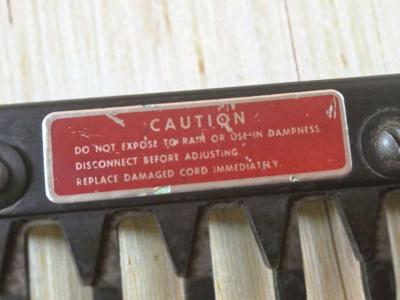 CAUTION
DO NOT EXPOSE TO RAIN OR USE IN DAMPNESS
DISCONNECT BEFORE ADJUSTING.
REPLACE DAMAGED CORD IMMEDIATELY.